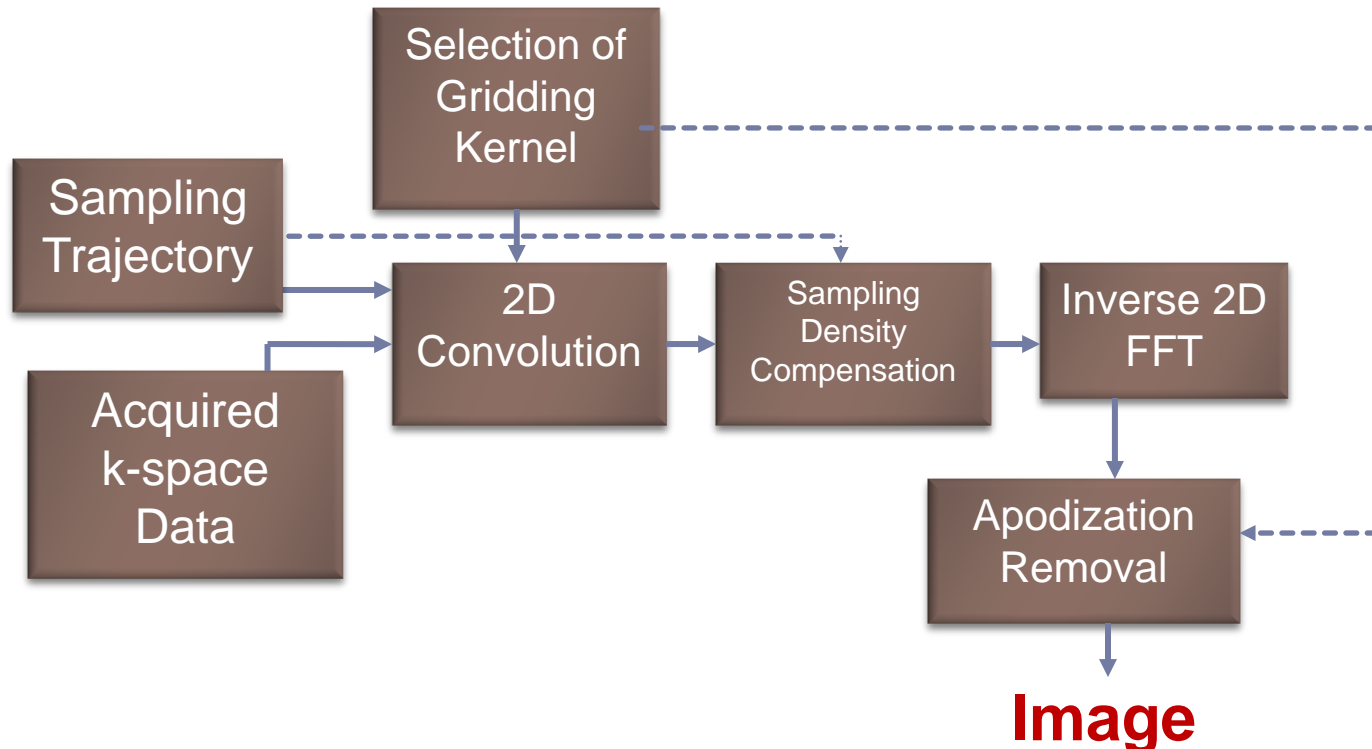 Selection of
Gridding
Kernel
Sampling
Trajectory
2D
Convolution
Sampling
Density
Compensation
Inverse 2D
FFT
Acquired
k-space
Data
Apodization
Removal
Image